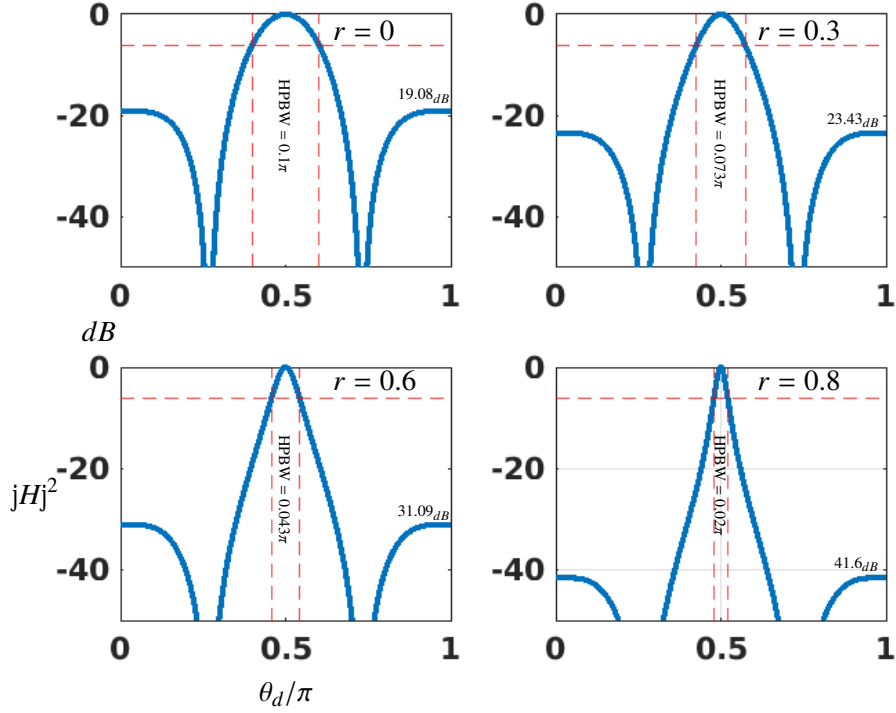 0
-20
-40
0
0.5
1
r = 0
HPBW = 0.1π
19.08dB
0
-20
-40
0
0.5
1
r = 0.3
HPBW = 0.073π
23.43dB
dB
0
-20
-40
0
0.5
1
r = 0.6
HPBW = 0.043π
31.09dB
0
-20
-40
0
0.5
1
r = 0.8
HPBW = 0.02π
41.6dB
jHj²
θd/π